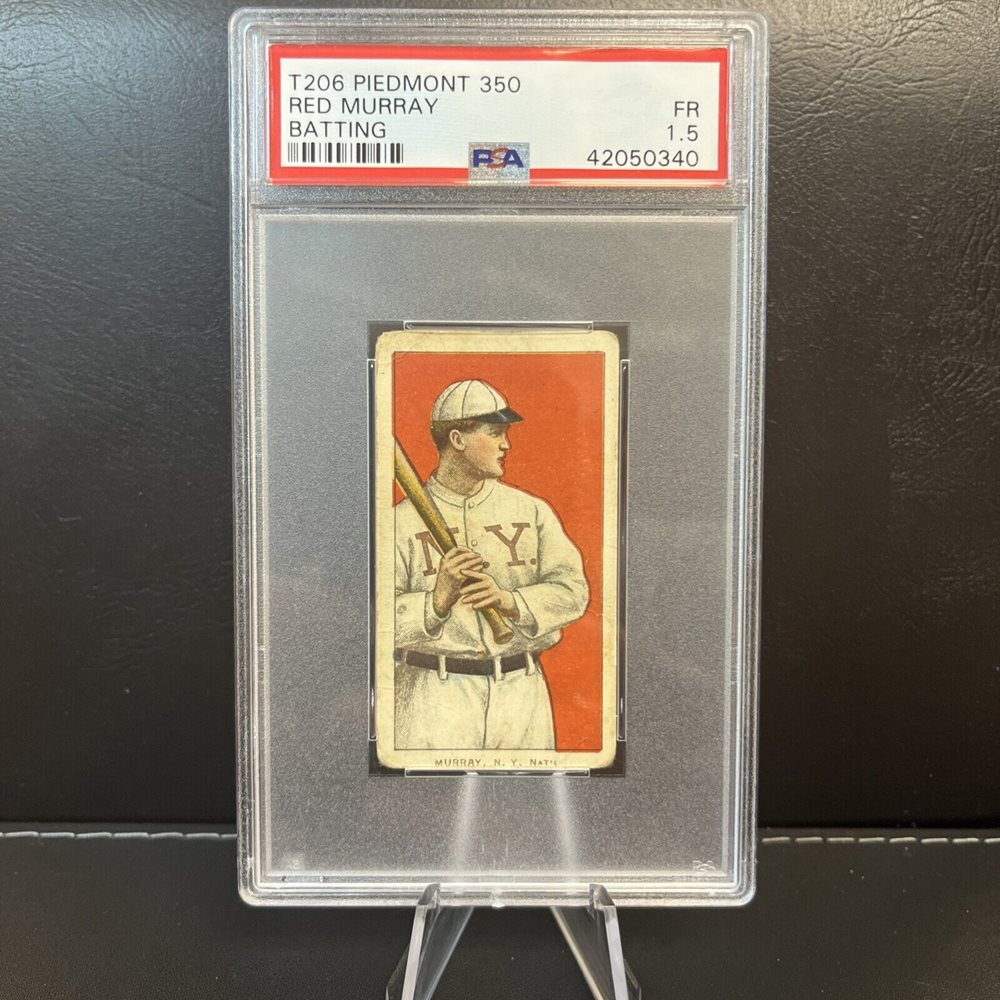 T206 PIEDMONT 350
RED MURRAY
FR
BATTING
1.5
PSA
42050340
N.Y.
MURRAY, N. Y. NAT'L